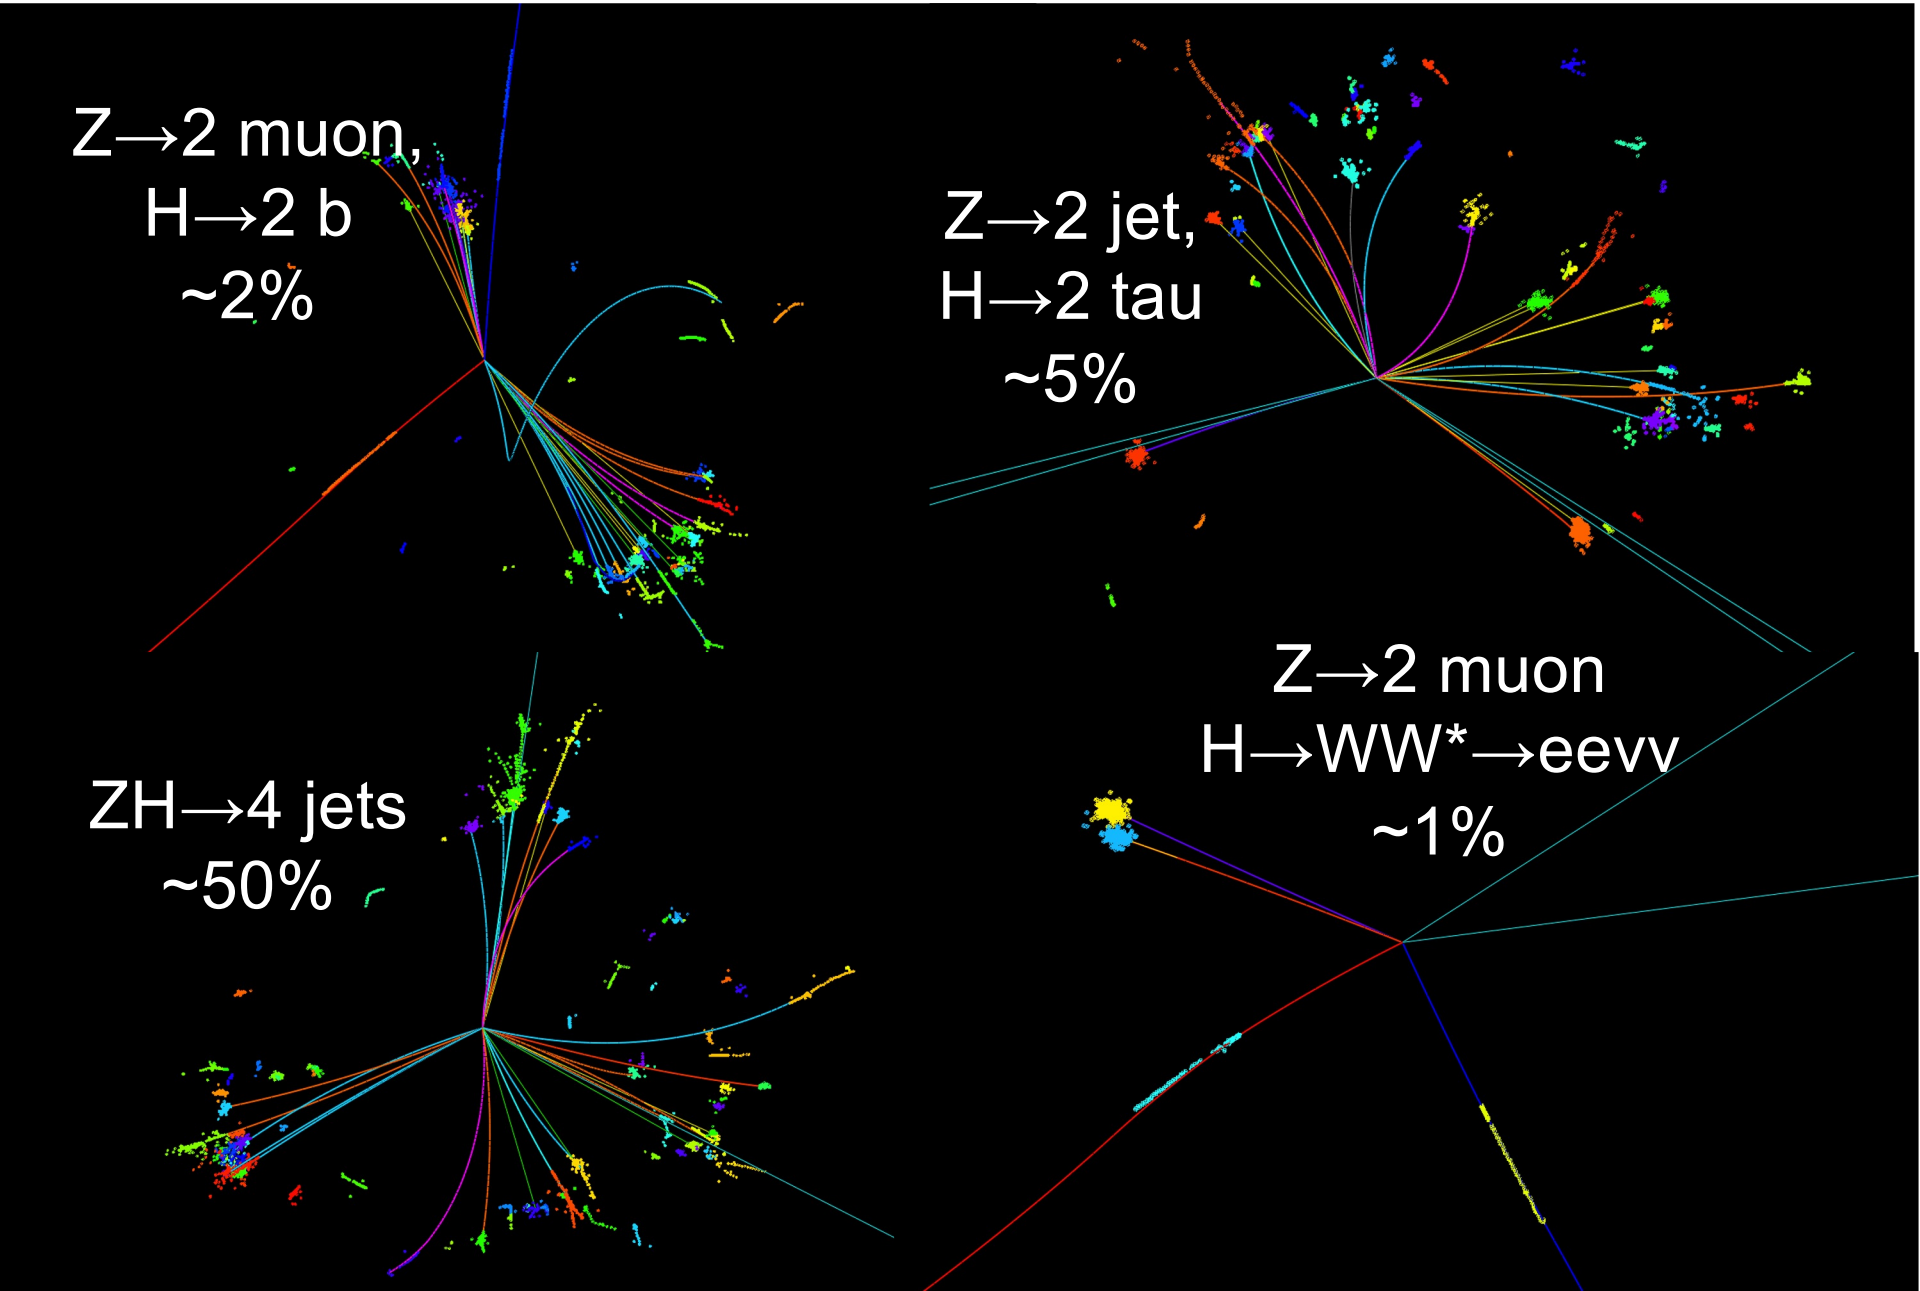 Z→2 muon,
H→2 b
~2%
Z→2 jet,
H→2 tau
~5%
ZH→4 jets
~50%
Z→2 muon
H→WW*→eevv
~1%